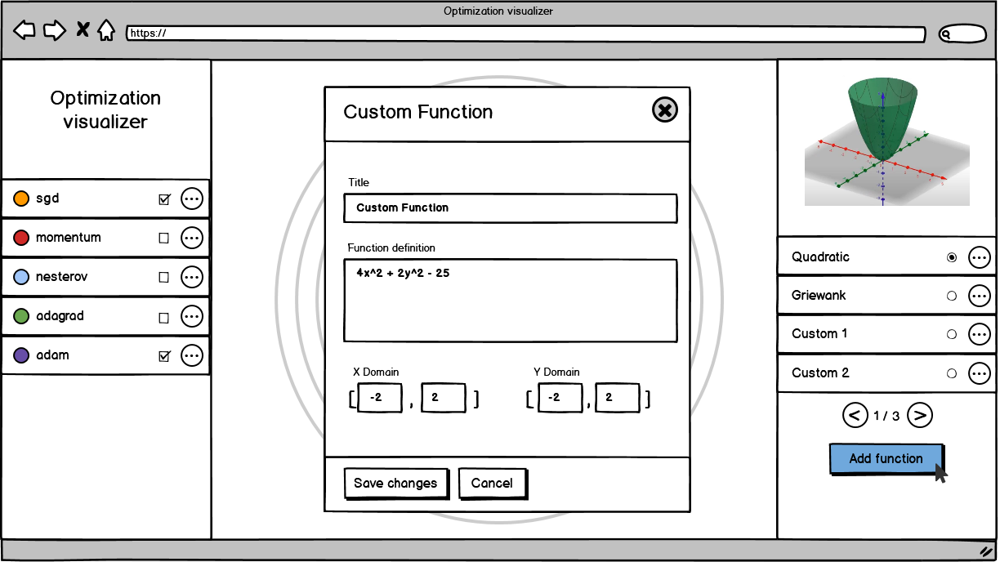 Optimization visualizer
https://
Optimization
visualizer
sgd
momentum
nesterov
adagrad
adam
Custom Function
Title
Custom Function
Function definition
4x^2 + 2y^2 - 25
X Domain
Y Domain
[ -2 , 2 ]
[ -2 , 2 ]
Save changes
Cancel
Quadratic
Griewank
Custom 1
Custom 2
< 1 / 3 >
Add function